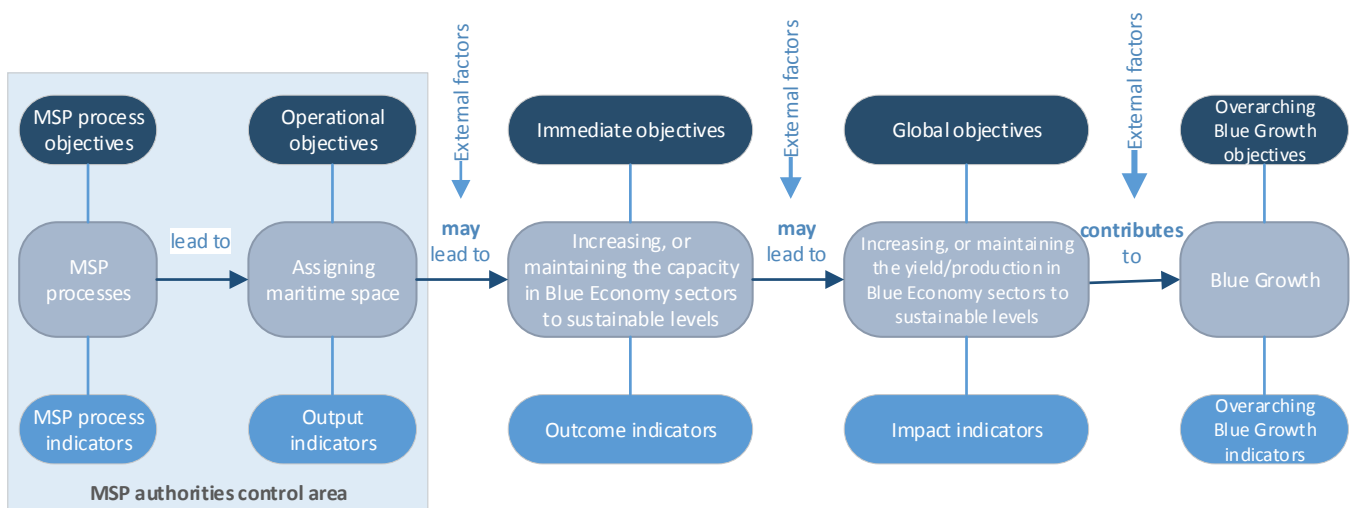 External factors
External factors
External factors
MSP process
objectives
Operational
objectives
Immediate objectives
Global objectives
Overarching
Blue Growth
objectives
MSP
processes
lead to
Assigning
maritime space
may
lead to
Increasing, or
maintaining the capacity
in Blue Economy sectors
to sustainable levels
may
lead to
Increasing, or maintaining
the yield/production in
Blue Economy sectors to
sustainable levels
contributes
to
Blue Growth
MSP process
indicators
Output
indicators
Outcome indicators
Impact indicators
Overarching
Blue Growth
indicators
MSP authorities control area